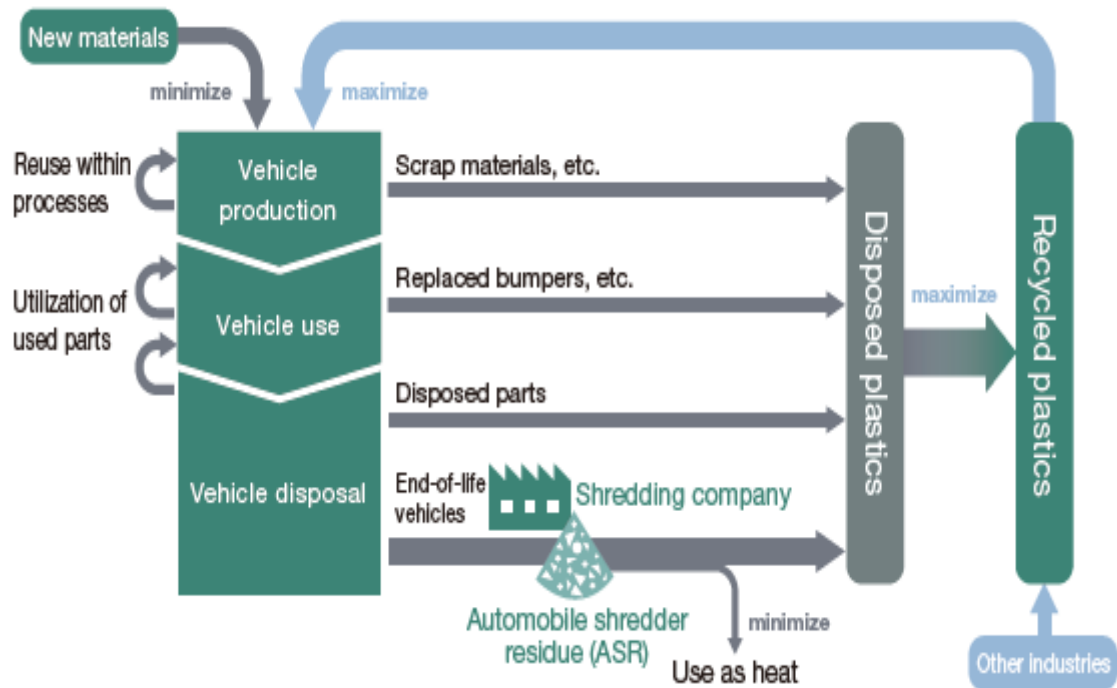 New materials
minimize
maximize
Reuse within
processes
Vehicle
production
Scrap materials, etc.
Utilization of
used parts
Vehicle use
Replaced bumpers, etc.
Disposed parts
Vehicle disposal
End-of-life
vehicles
Shredding company
Automobile shredder
residue (ASR)
minimize
Use as heat
Disposed plastics
maximize
Recycled plastics
Other industries